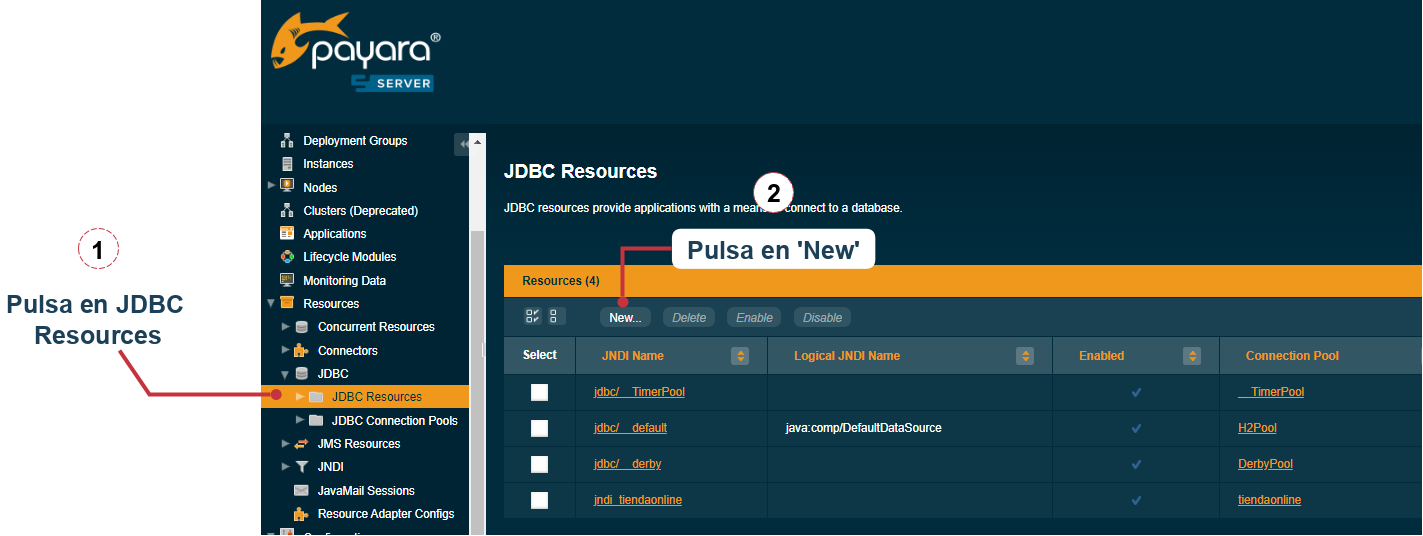 payara®
SERVER
Deployment Groups
Instances
Nodes
Clusters (Deprecated)
Applications
Lifecycle Modules
Monitoring Data
Resources
Concurrent Resources
Connectors
JDBC
JDBC Resources
JDBC Connection Pools
JMS Resources
JNDI
JavaMail Sessions
Resource Adapter Configs
1
Pulsa en JDBC
Resources
JDBC Resources
2
JDBC resources provide applications with a means connect to a database.
Pulsa en 'New'
Resources (4)
New... Delete Enable Disable
Select JNDI Name Logical JNDI Name Enabled Connection Pool
jdbc/__TimerPool __TimerPool
jdbc/__default java:comp/DefaultDataSource H2Pool
jdbc/__derby DerbyPool
jndi_tiendaonline tiendaonline